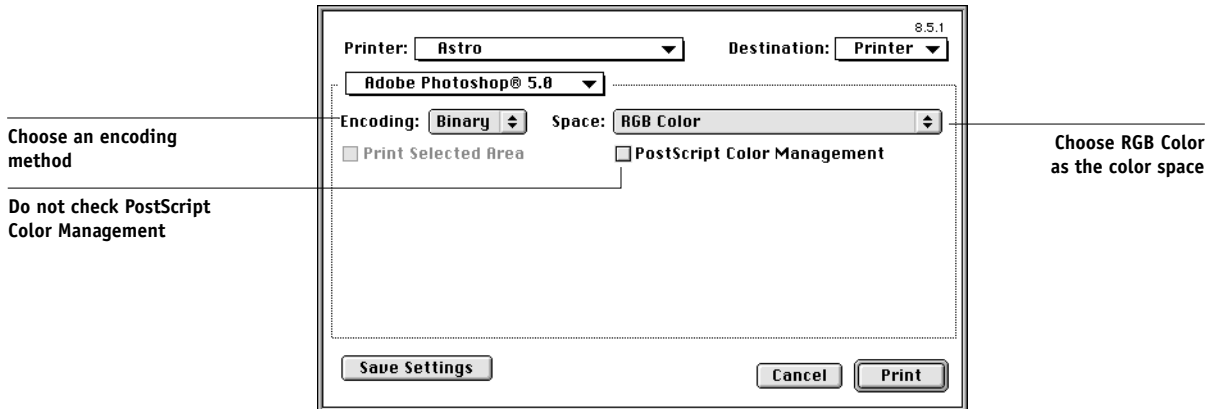 8.5.1
Printer: Astro Destination: Printer
Adobe Photoshop® 5.0
Encoding: Binary Space: RGB Color
Print Selected Area PostScript Color Management
Save Settings Cancel Print
Choose an encoding
method
Do not check PostScript
Color Management
Choose RGB Color
as the color space